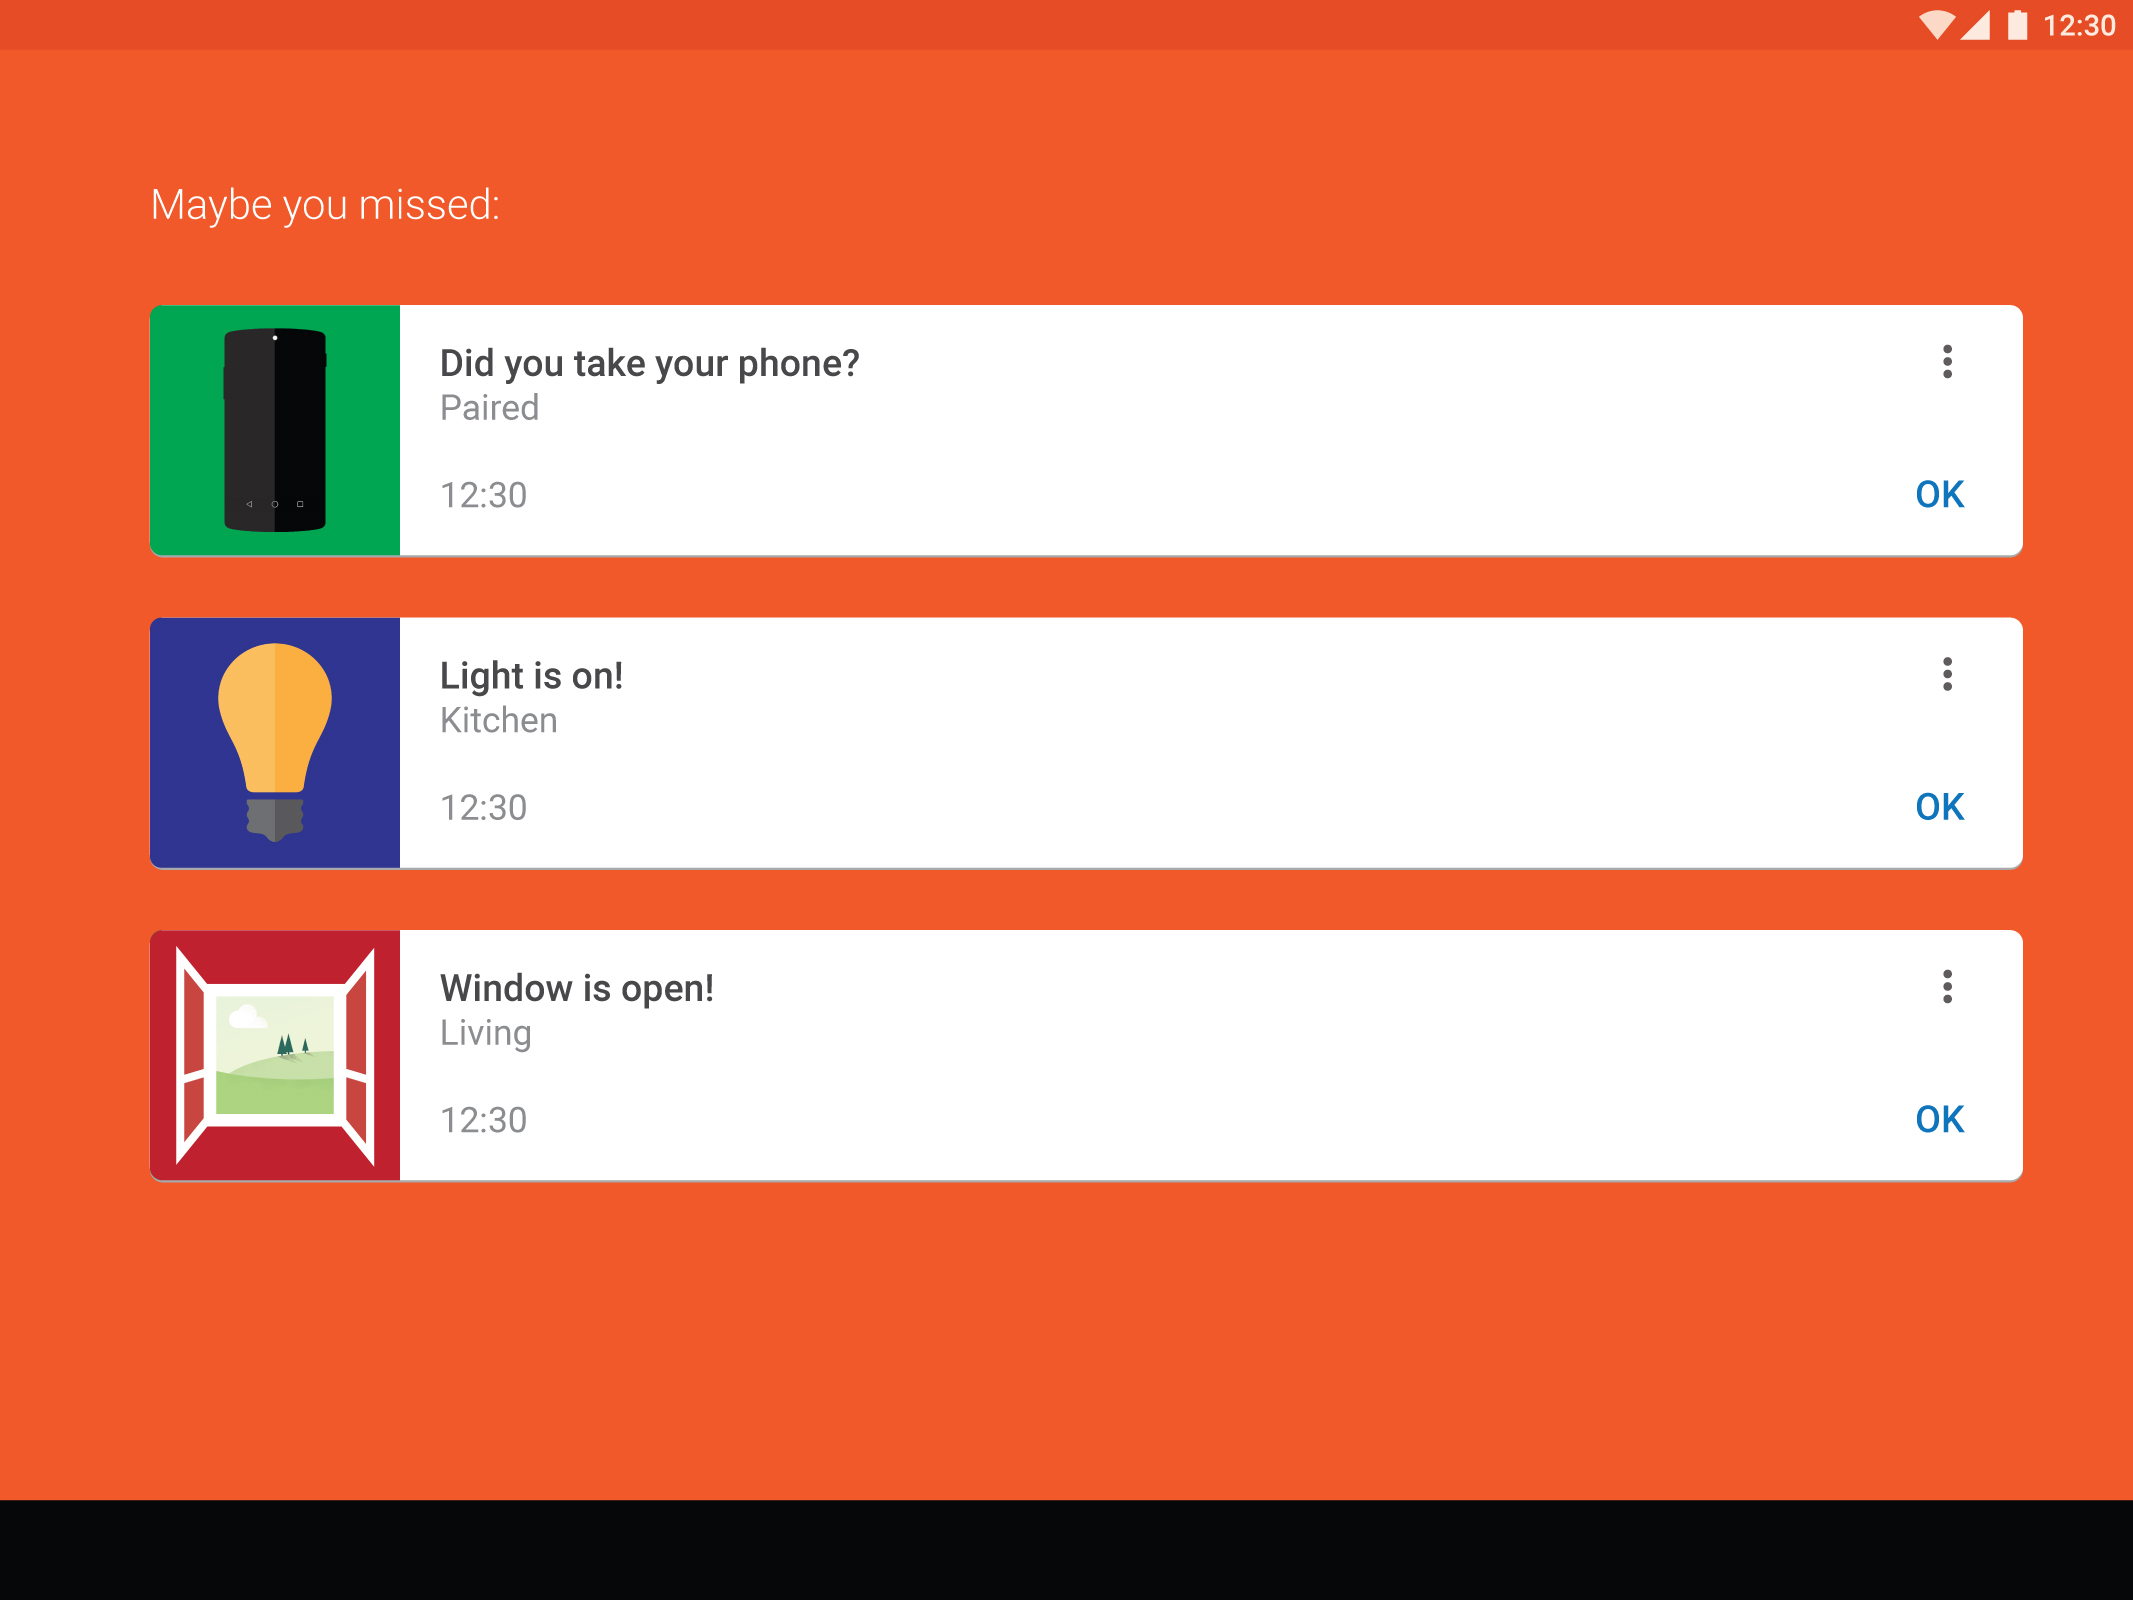 12:30
Maybe you missed:
Did you take your phone?
Paired
12:30
OK
Light is on!
Kitchen
12:30
OK
Window is open!
Living
12:30
OK